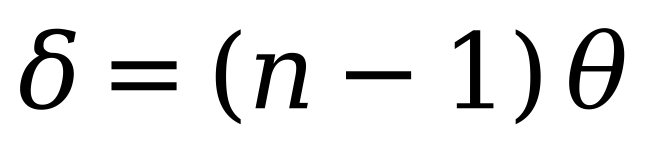 δ = (n − 1) θ